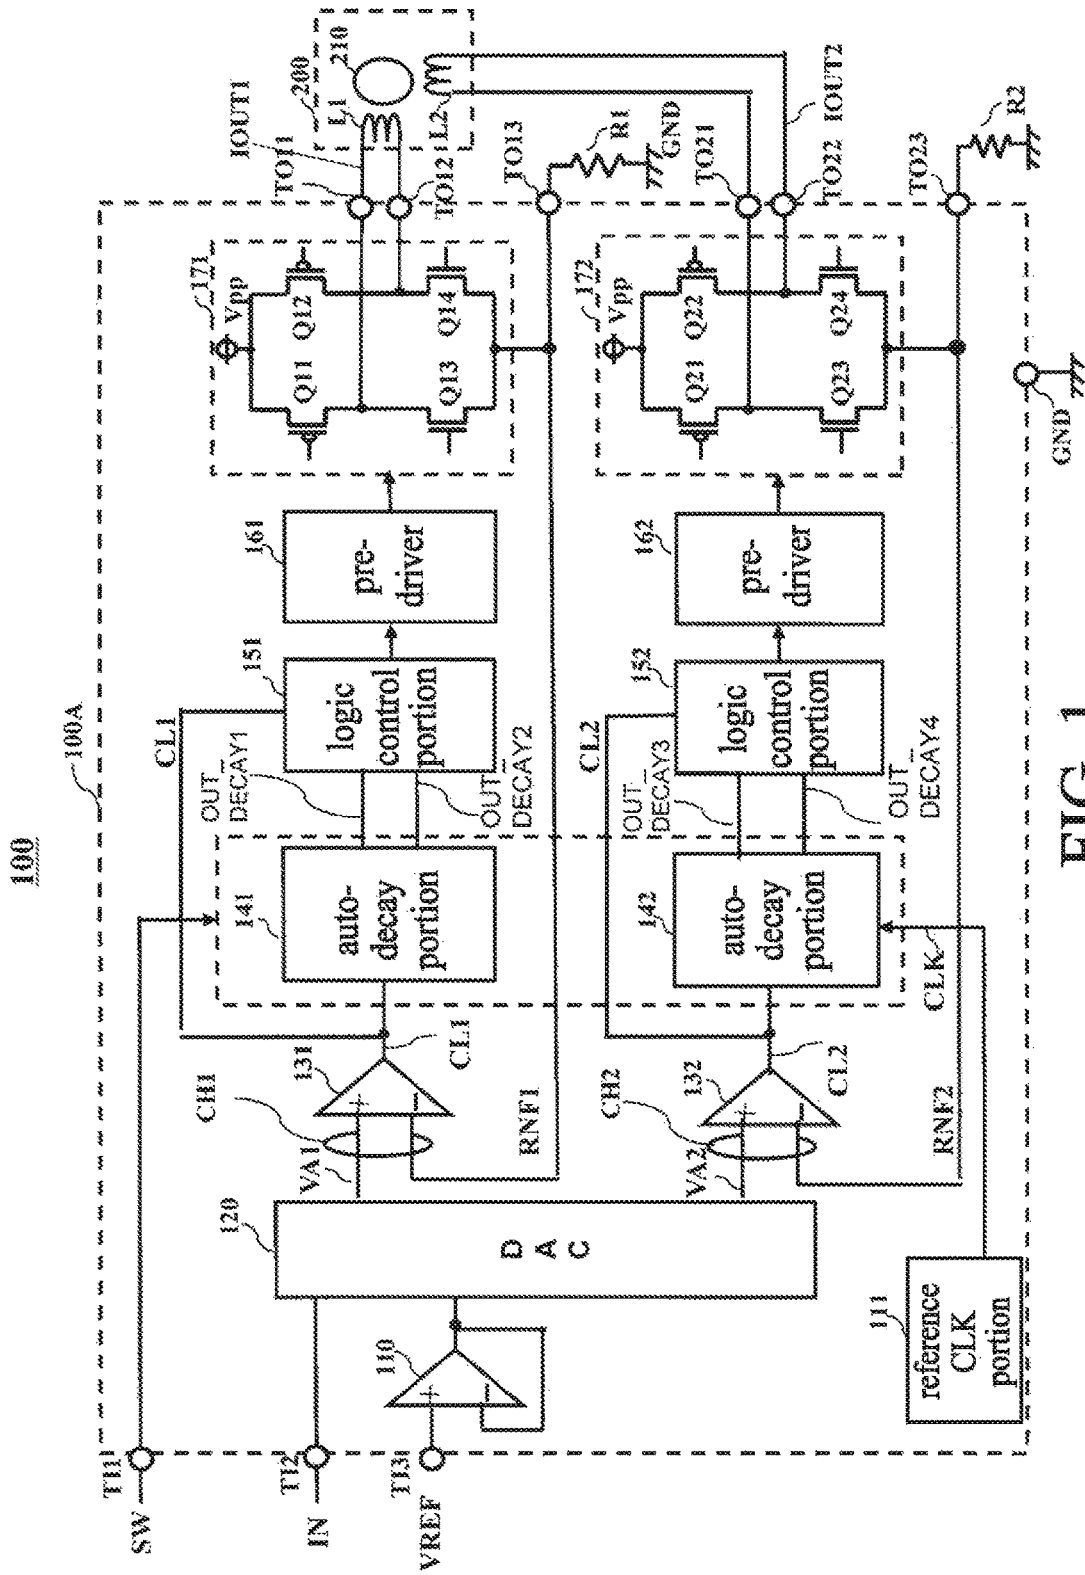 100
100A
SW
TI1
IN
TI2
VREF
TI3
110
120
D
A
C
111
reference
CLK
portion
VA1
CH1
131
CL1
RNF1
VA2
CH2
132
CL2
RNF2
CLK
141
auto-
decay
portion
142
auto-
decay
portion
CL1
OUT_
DECAY1
OUT_
DECAY2
CL2
OUT_
DECAY3
OUT_
DECAY4
151
logic
control
portion
152
logic
control
portion
161
pre-
driver
162
pre-
driver
171
Vpp
Q11
Q12
Q13
Q14
172
Vpp
Q21
Q22
Q23
Q24
GND
IOUT1
TO11
TO12
TO13
R1
GND
TO21
TO22
IOUT2
TO23
R2
200
210
L1
L2
FIG. 1